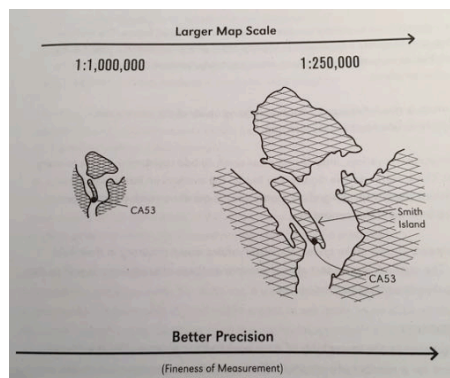 Larger Map Scale
1:1,000,000
1:250,000
CA53
Smith
Island
CA53
Better Precision
(Fineness of Measurement)